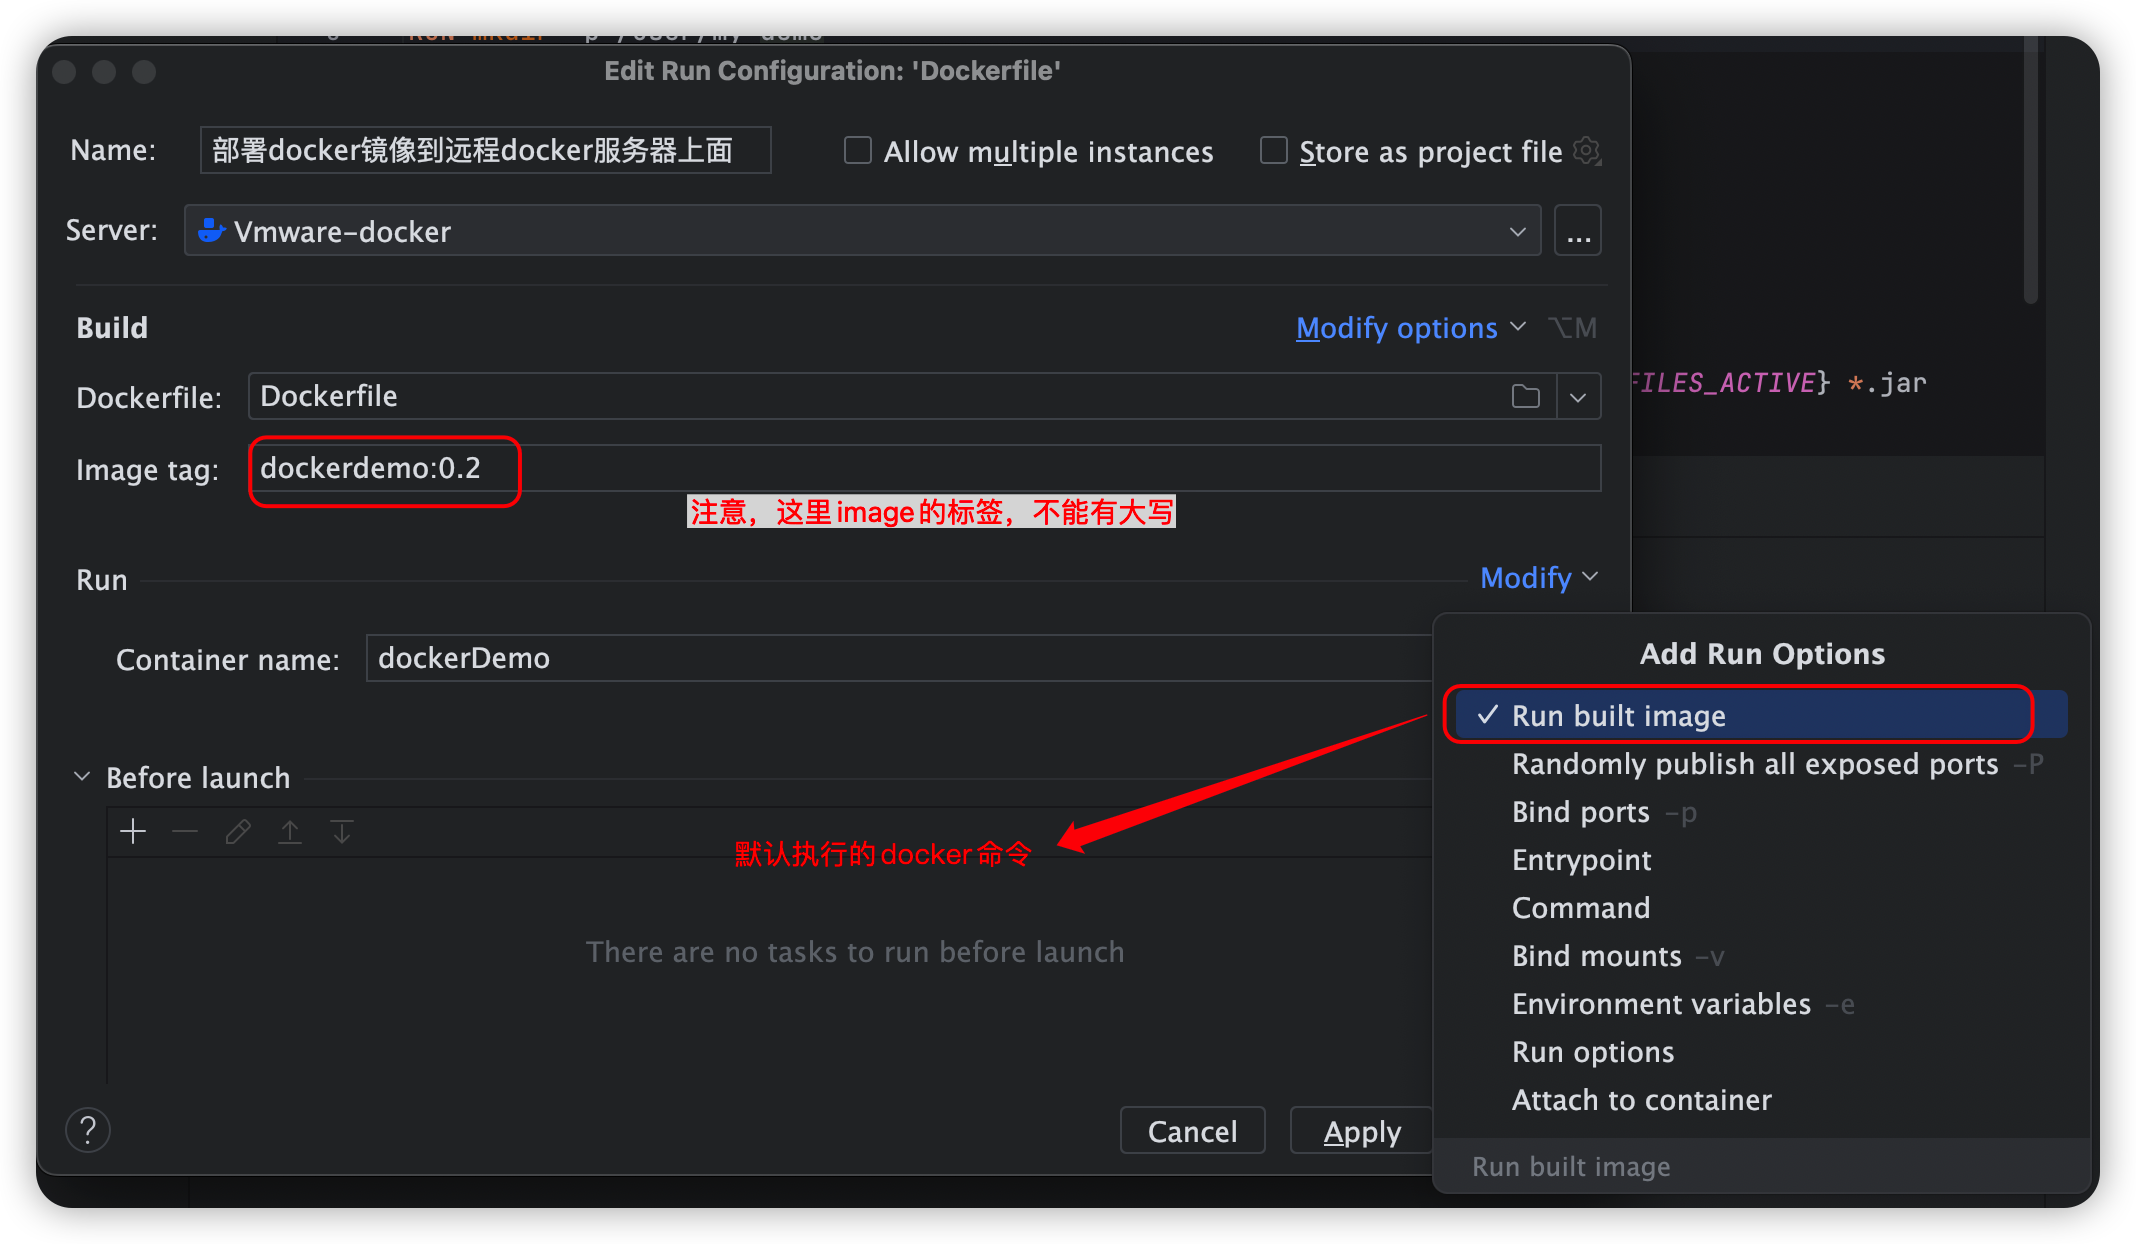 Edit Run Configuration: 'Dockerfile'
Name: 部署docker镜像到远程docker服务器上面
Allow multiple instances
Store as project file
Server: Vmware-docker
...
Build
Modify options ⌥M
Dockerfile: Dockerfile
FILES_ACTIVE} *.jar
Image tag: dockerdemo:0.2
注意，这里image的标签，不能有大写
Run
Modify
Container name: dockerDemo
Add Run Options
✓ Run built image
Randomly publish all exposed ports -P
Bind ports -p
Entrypoint
Command
Bind mounts -v
Environment variables -e
Run options
Attach to container
Run built image
Before launch
默认执行的docker命令
There are no tasks to run before launch
?
Cancel
Apply